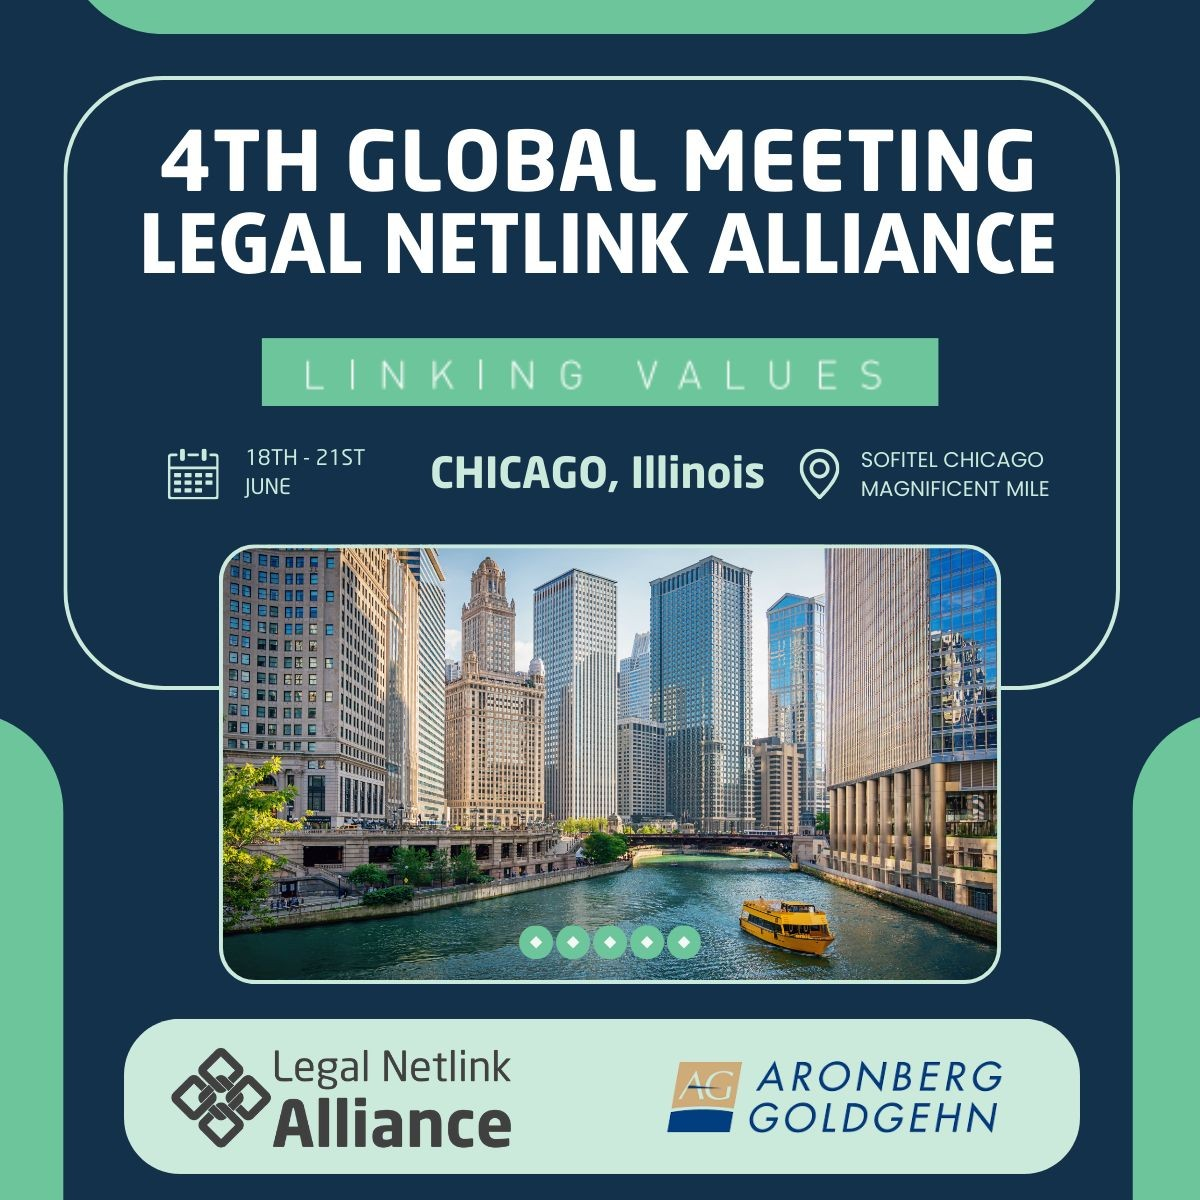 4TH GLOBAL MEETING
LEGAL NETLINK ALLIANCE
LINKING VALUES
18TH - 21ST
JUNE
CHICAGO, Illinois
SOFITEL CHICAGO
MAGNIFICENT MILE
Legal Netlink
Alliance
AG
ARONBERG
GOLDGEHN